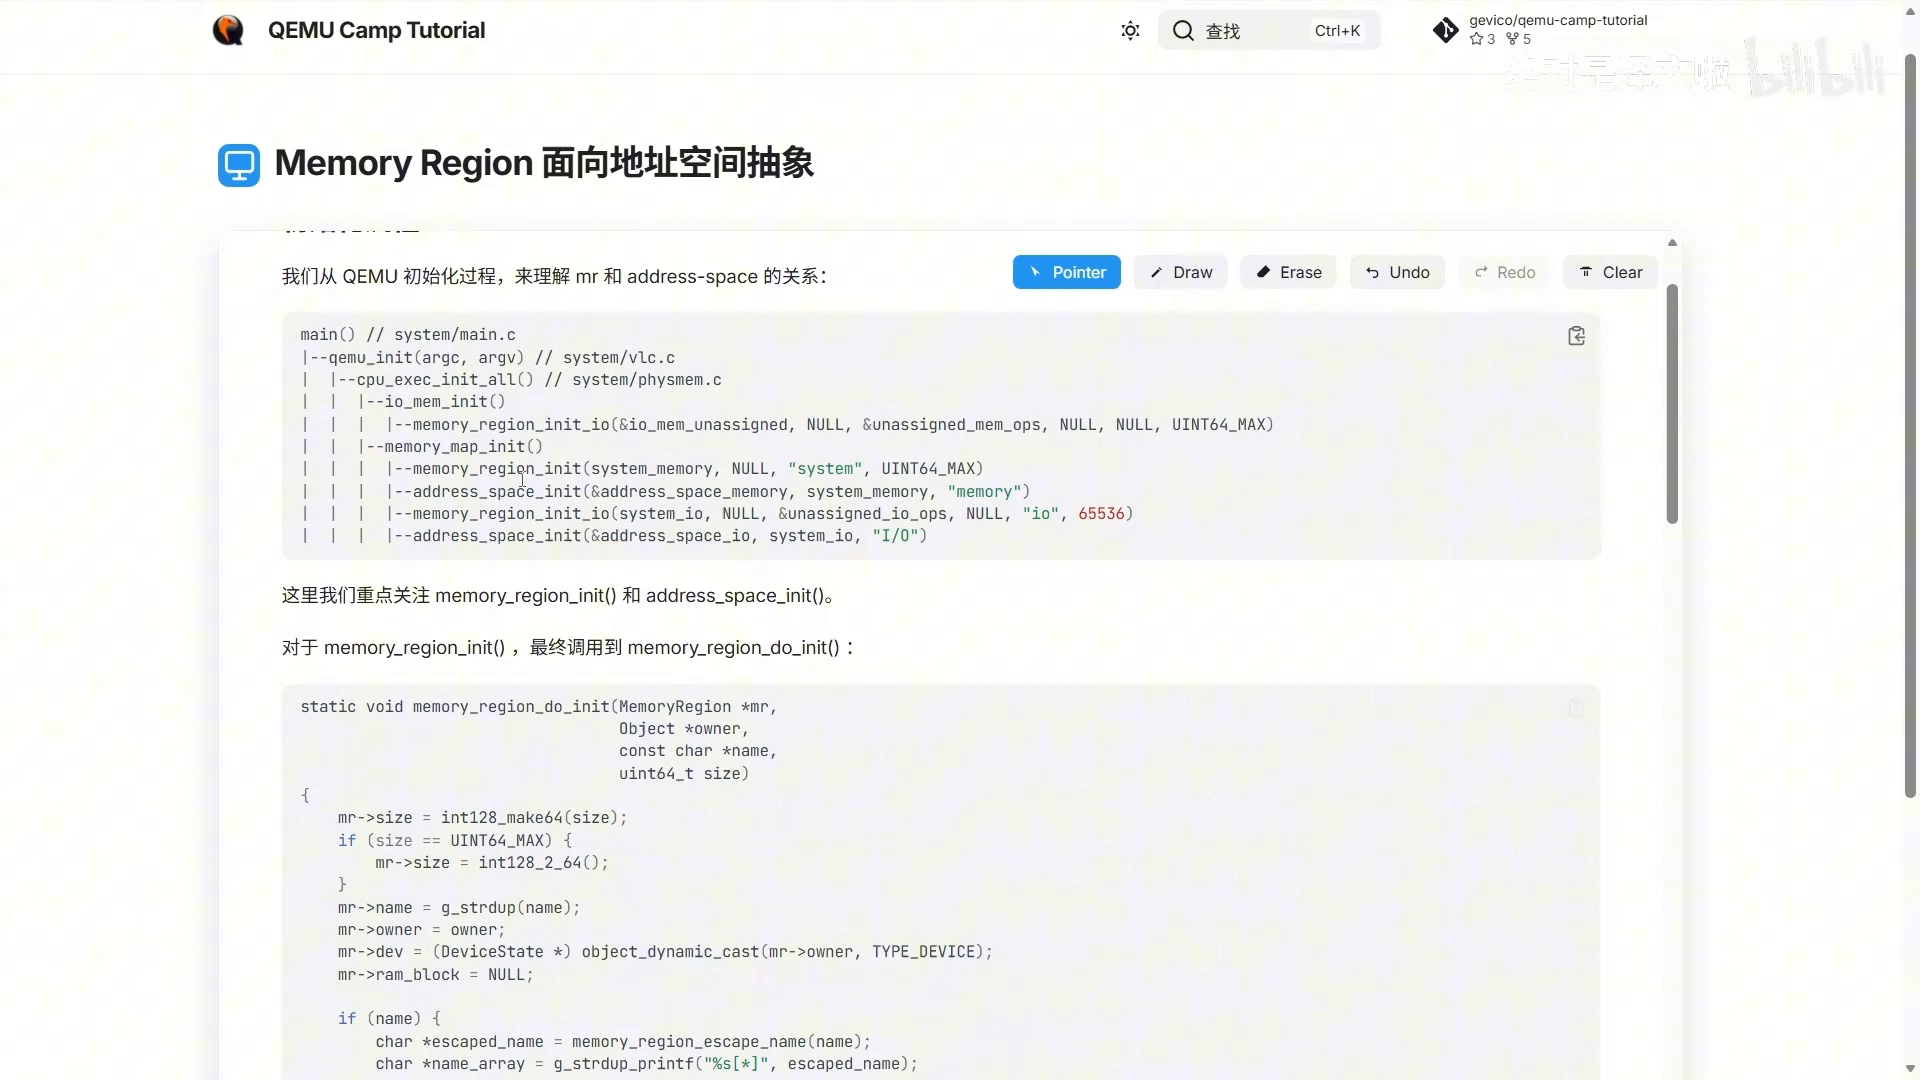 QEMU Camp Tutorial
查找
Ctrl+K
gevico/qemu-camp-tutorial
3 5
bilibili
Memory Region 面向地址空间抽象
我们从 QEMU 初始化过程，来理解 mr 和 address-space 的关系：
Pointer
Draw
Erase
Undo
Redo
Clear
main() // system/main.c
|--qemu_init(argc, argv) // system/vlc.c
|  |--cpu_exec_init_all() // system/physmem.c
|  |  |--io_mem_init()
|  |  |  |--memory_region_init_io(&io_mem_unassigned, NULL, &unassigned_mem_ops, NULL, NULL, UINT64_MAX)
|  |  |--memory_map_init()
|  |  |  |--memory_region_init(system_memory, NULL, "system", UINT64_MAX)
|  |  |  |--address_space_init(&address_space_memory, system_memory, "memory")
|  |  |  |--memory_region_init_io(system_io, NULL, &unassigned_io_ops, NULL, "io", 65536)
|  |  |  |--address_space_init(&address_space_io, system_io, "I/O")
这里我们重点关注 memory_region_init() 和 address_space_init()。
对于 memory_region_init() ，最终调用到 memory_region_do_init() ：
static void memory_region_do_init(MemoryRegion *mr,
                                  Object *owner,
                                  const char *name,
                                  uint64_t size)
{
    mr->size = int128_make64(size);
    if (size == UINT64_MAX) {
        mr->size = int128_2_64();
    }
    mr->name = g_strdup(name);
    mr->owner = owner;
    mr->dev = (DeviceState *) object_dynamic_cast(mr->owner, TYPE_DEVICE);
    mr->ram_block = NULL;
    if (name) {
        char *escaped_name = memory_region_escape_name(name);
        char *name_array = g_strdup_printf("%s[*]", escaped_name);